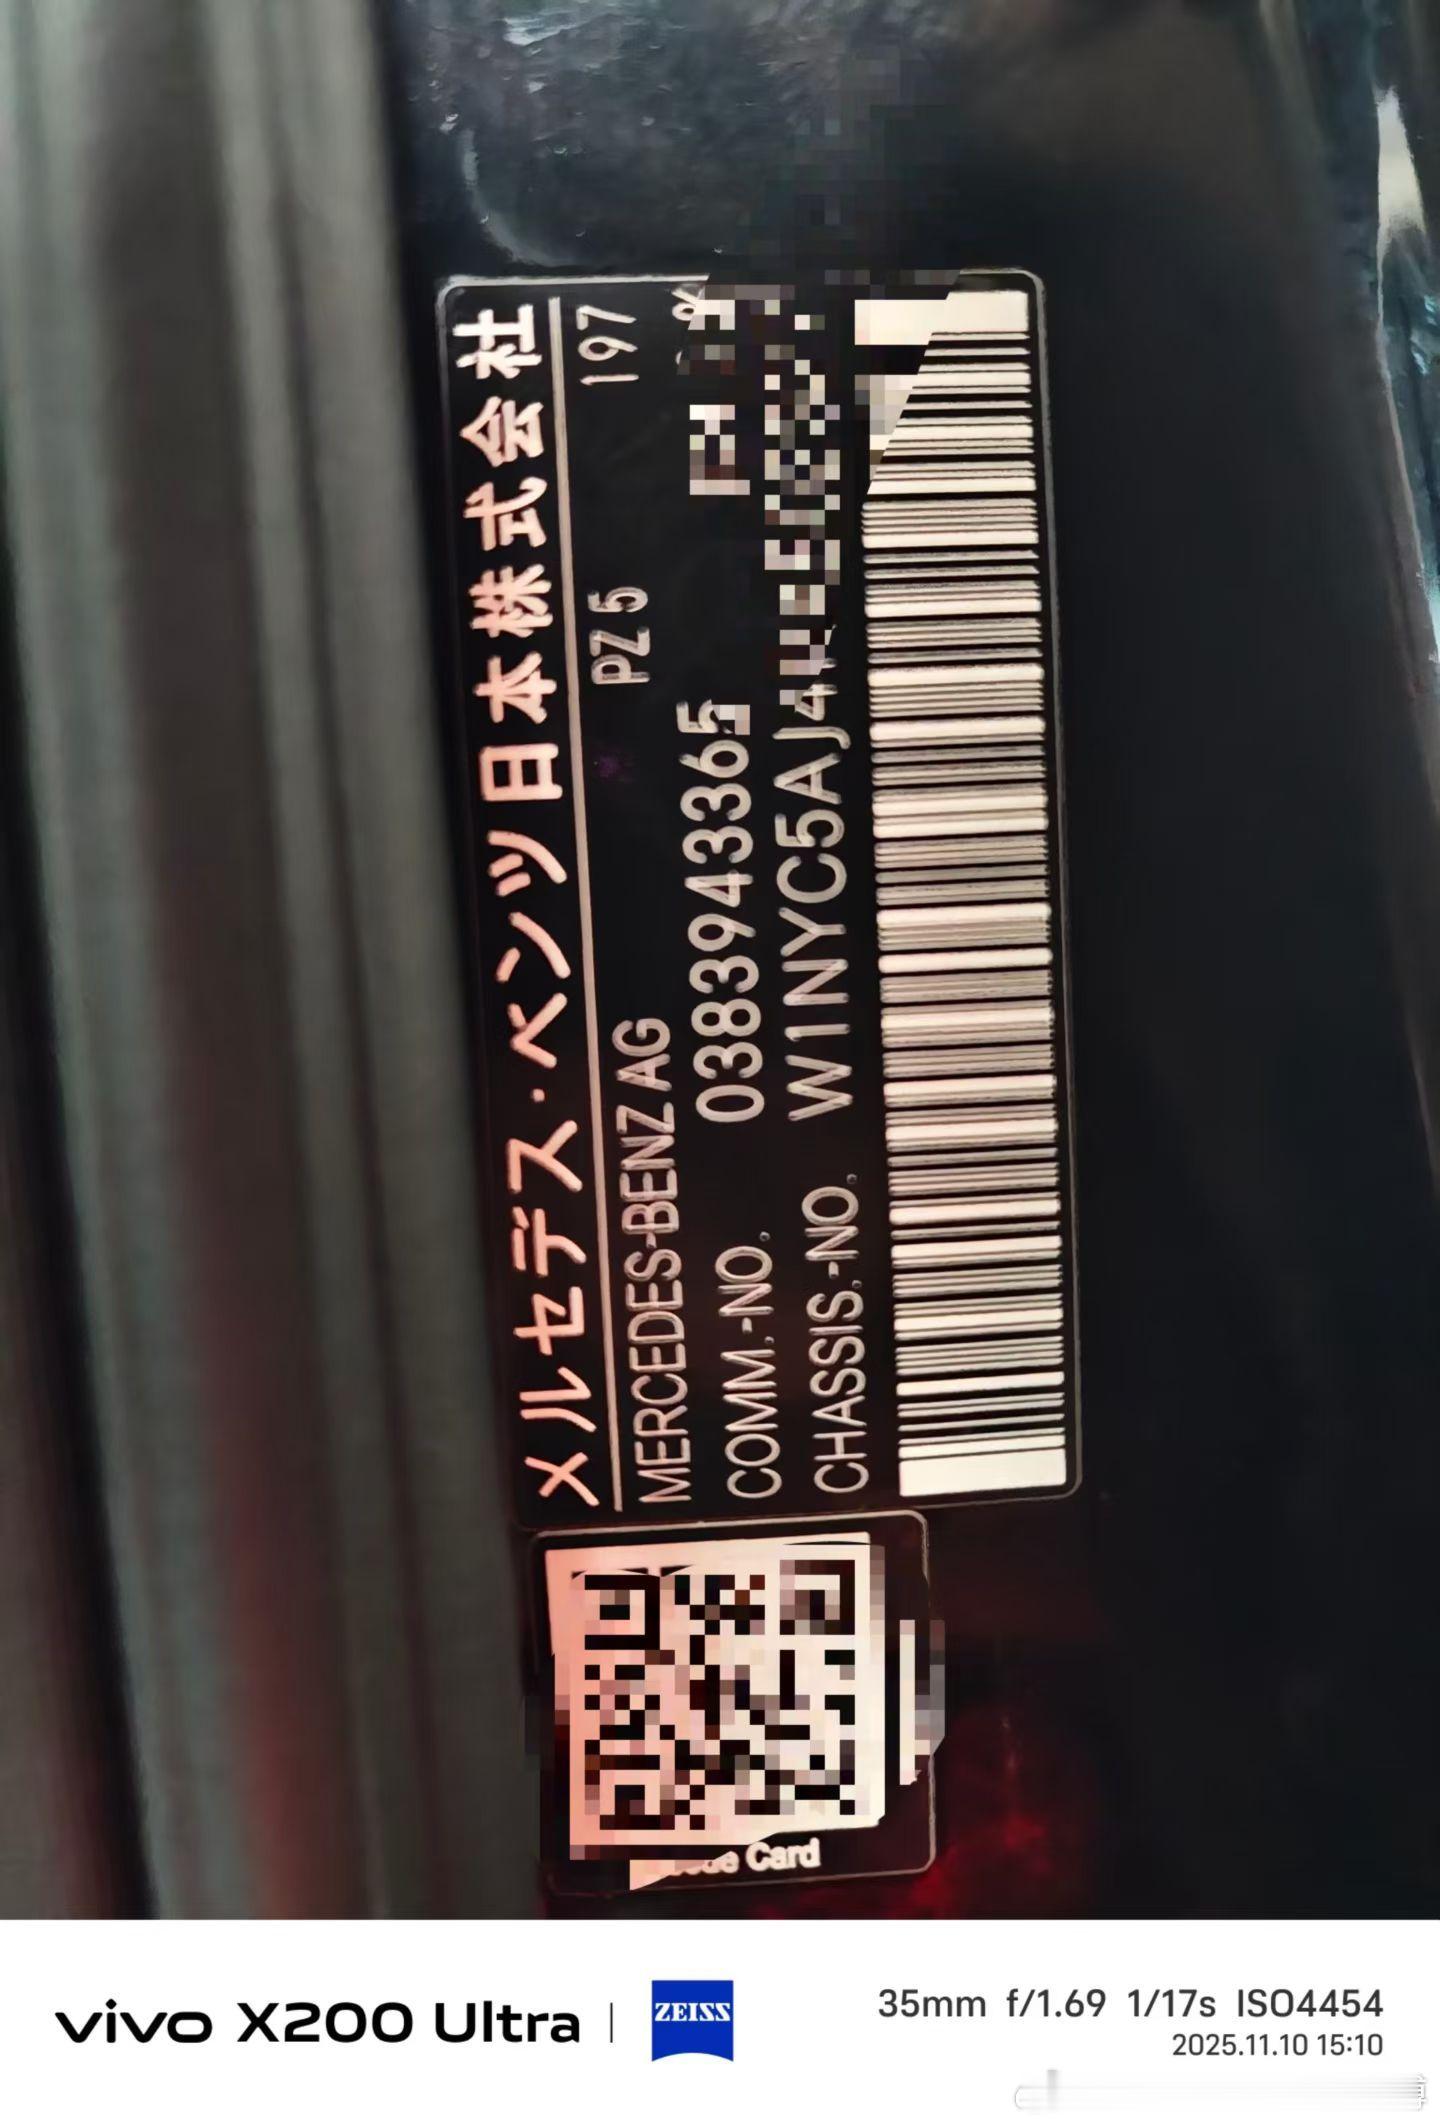 メルセデス・ベンツ日本株式会社
MERCEDES-BENZ AG PZ 5 197
COMM.-NO. 0383943365
CHASSIS.-NO. W1NYC5AJ4
Card
vivo X200 Ultra
ZEISS
35mm f/1.69 1/17s ISO4454
2025.11.10 15:10